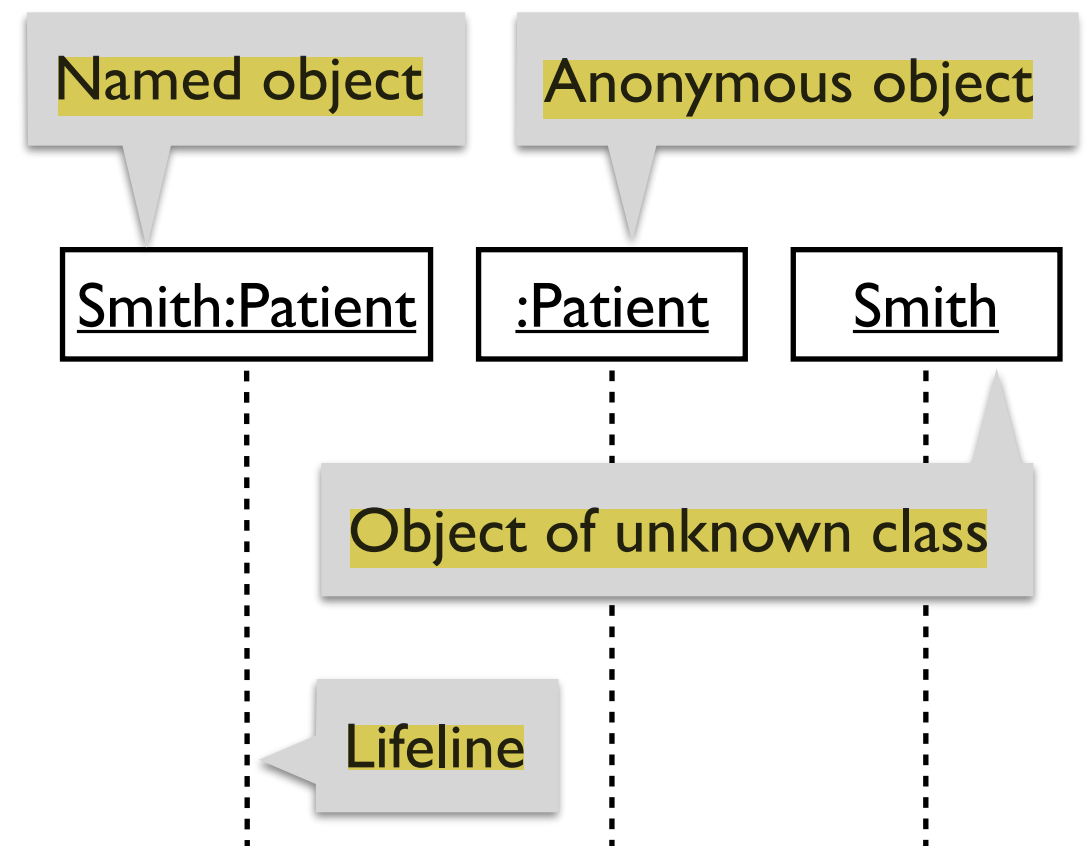 Named object
Anonymous object
Smith:Patient
:Patient
Smith
Object of unknown class
Lifeline